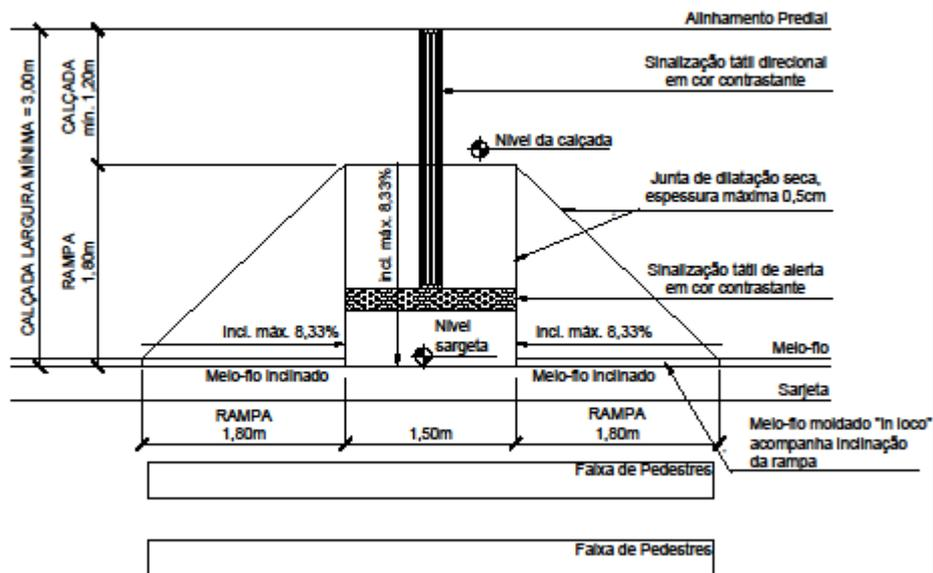 Alinhamento Predial
Sinalização tátil direcional
em cor contrastante
CALÇADA LARGURA MÍNIMA = 3,00m
CALÇADA
mín. 1,20m
Nível da calçada
Junta de dilatação seca,
espessura máxima 0,5cm
RAMPA
1,80m
Incl. máx. 8,33%
Sinalização tátil de alerta
em cor contrastante
Incl. máx. 8,33%
Nível
sargeta
Incl. máx. 8,33%
Meio-fio
Meio-fio Inclinado
Meio-fio Inclinado
Sarjeta
RAMPA
1,80m
1,50m
RAMPA
1,80m
Meio-fio moldado "in loco"
acompanha inclinação
da rampa
Faixa de Pedestres
Faixa de Pedestres